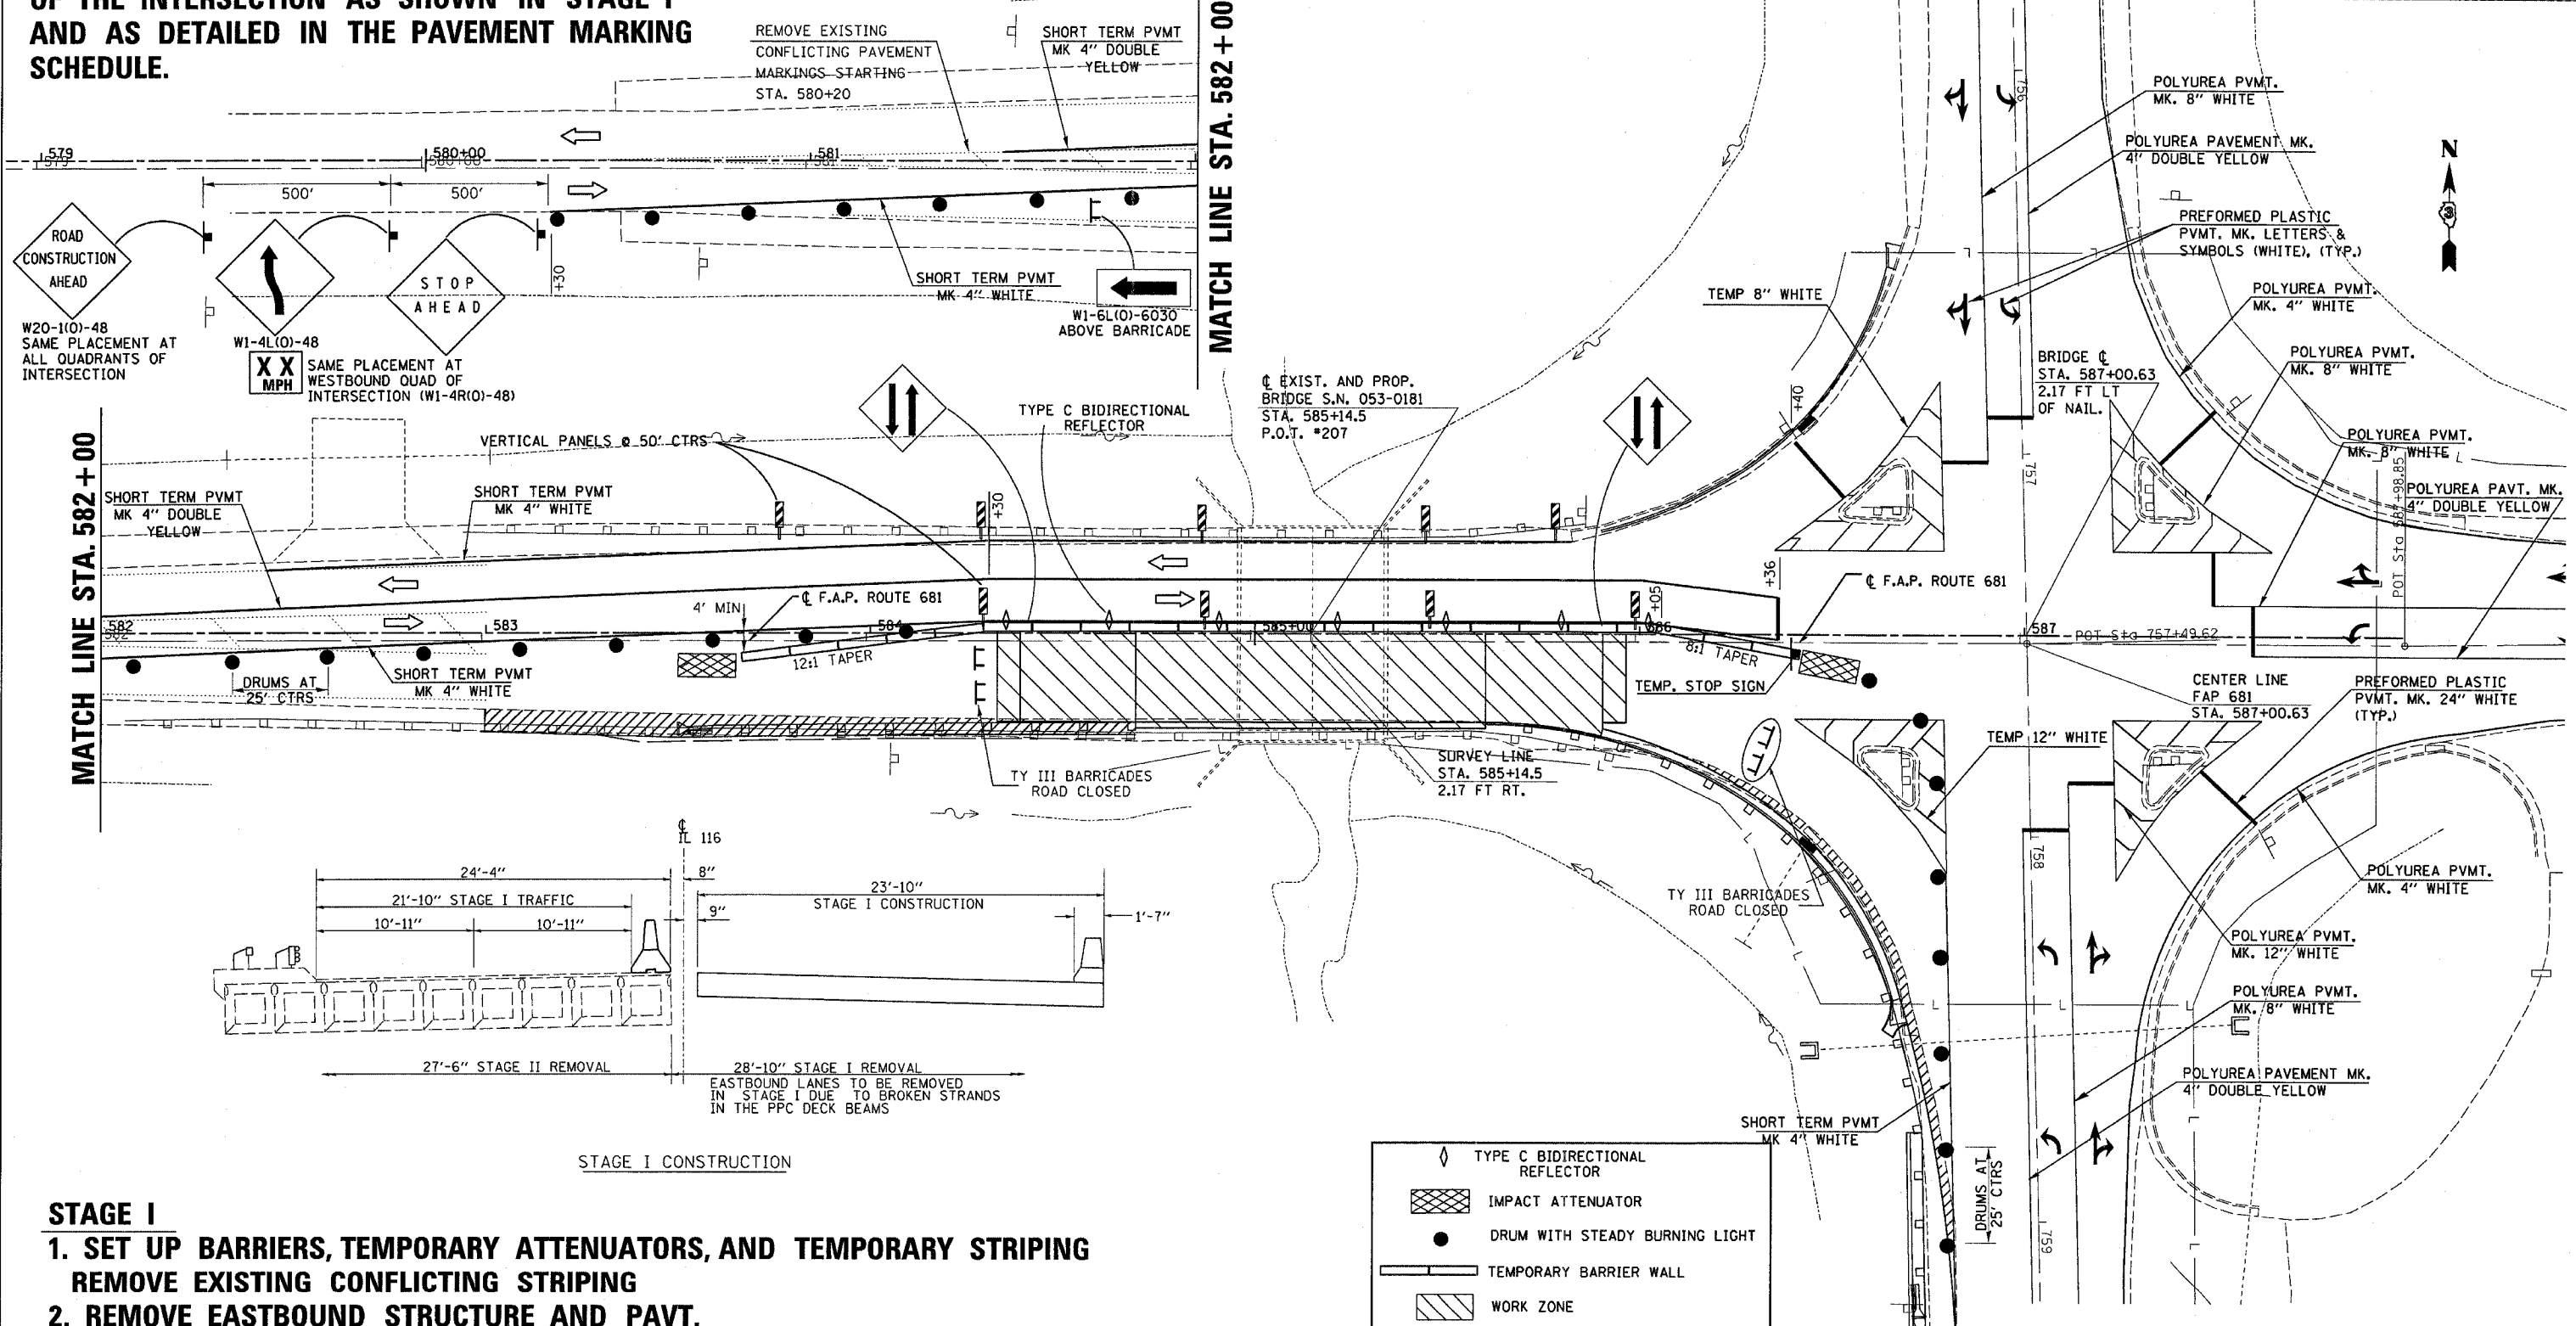 OF THE INTERSECTION AS SHOWN IN STAGE I
AND AS DETAILED IN THE PAVEMENT MARKING
SCHEDULE.
REMOVE EXISTING
CONFLICTING PAVEMENT
MARKINGS STARTING
STA. 580+20
SHORT TERM PVMT
MK 4" DOUBLE
YELLOW
MATCH LINE STA. 582+00
579
580+00
581
500'
500'
ROAD
CONSTRUCTION
AHEAD
STOP
AHEAD
+30
SHORT TERM PVMT
MK 4" WHITE
W1-6L(O)-6030
ABOVE BARRICADE
W20-1(O)-48
SAME PLACEMENT AT
ALL QUADRANTS OF
INTERSECTION
W1-4L(O)-48
XX
MPH
SAME PLACEMENT AT
WESTBOUND QUAD OF
INTERSECTION (W1-4R(O)-48)
POLYUREA PVMT.
MK. 8" WHITE
756
POLYUREA PAVEMENT MK.
4" DOUBLE YELLOW
N
PREFORMED PLASTIC
PVMT. MK. LETTERS &
SYMBOLS (WHITE), (TYP.)
TEMP 8" WHITE
POLYUREA PVMT.
MK. 4" WHITE
BRIDGE ℄
STA. 587+00.63
2.17 FT LT
OF NAIL.
POLYUREA PVMT.
MK. 8" WHITE
POLYUREA PVMT.
MK. 8" WHITE
POLYUREA PAVT. MK.
4" DOUBLE YELLOW
+40
757
POT Sta 587+98.85
MATCH LINE STA. 582+00
VERTICAL PANELS @ 50' CTRS
TYPE C BIDIRECTIONAL
REFLECTOR
℄ EXIST. AND PROP.
BRIDGE S.N. 053-0181
STA. 585+14.5
P.O.T. #207
SHORT TERM PVMT
MK 4" DOUBLE
YELLOW
SHORT TERM PVMT
MK 4" WHITE
+30
4' MIN
℄ F.A.P. ROUTE 681
582
583
584
585+00
586
+05
+36
℄ F.A.P. ROUTE 681
587
POT Sta 757+49.62
12:1 TAPER
8:1 TAPER
DRUMS AT
25' CTRS
SHORT TERM PVMT
MK 4" WHITE
TEMP. STOP SIGN
CENTER LINE
FAP 681
STA. 587+00.63
PREFORMED PLASTIC
PVMT. MK. 24" WHITE
(TYP.)
TEMP 12" WHITE
SURVEY LINE
STA. 585+14.5
2.17 FT RT.
TY III BARRICADES
ROAD CLOSED
TY III BARRICADES
ROAD CLOSED
758
POLYUREA PVMT.
MK. 4" WHITE
POLYUREA PVMT.
MK. 12" WHITE
POLYUREA PVMT.
MK. 8" WHITE
POLYUREA PAVEMENT MK.
4" DOUBLE YELLOW
SHORT TERM PVMT
MK 4" WHITE
DRUMS AT
25' CTRS
759
℄
IL 116
24'-4"
8"
21'-10" STAGE I TRAFFIC
23'-10"
STAGE I CONSTRUCTION
10'-11"
10'-11"
9"
1'-7"
27'-6" STAGE II REMOVAL
28'-10" STAGE I REMOVAL
EASTBOUND LANES TO BE REMOVED
IN STAGE I DUE TO BROKEN STRANDS
IN THE PPC DECK BEAMS
STAGE I CONSTRUCTION
STAGE I
1. SET UP BARRIERS, TEMPORARY ATTENUATORS, AND TEMPORARY STRIPING
REMOVE EXISTING CONFLICTING STRIPING
2. REMOVE EASTBOUND STRUCTURE AND PAVT.
TYPE C BIDIRECTIONAL
REFLECTOR
IMPACT ATTENUATOR
DRUM WITH STEADY BURNING LIGHT
TEMPORARY BARRIER WALL
WORK ZONE